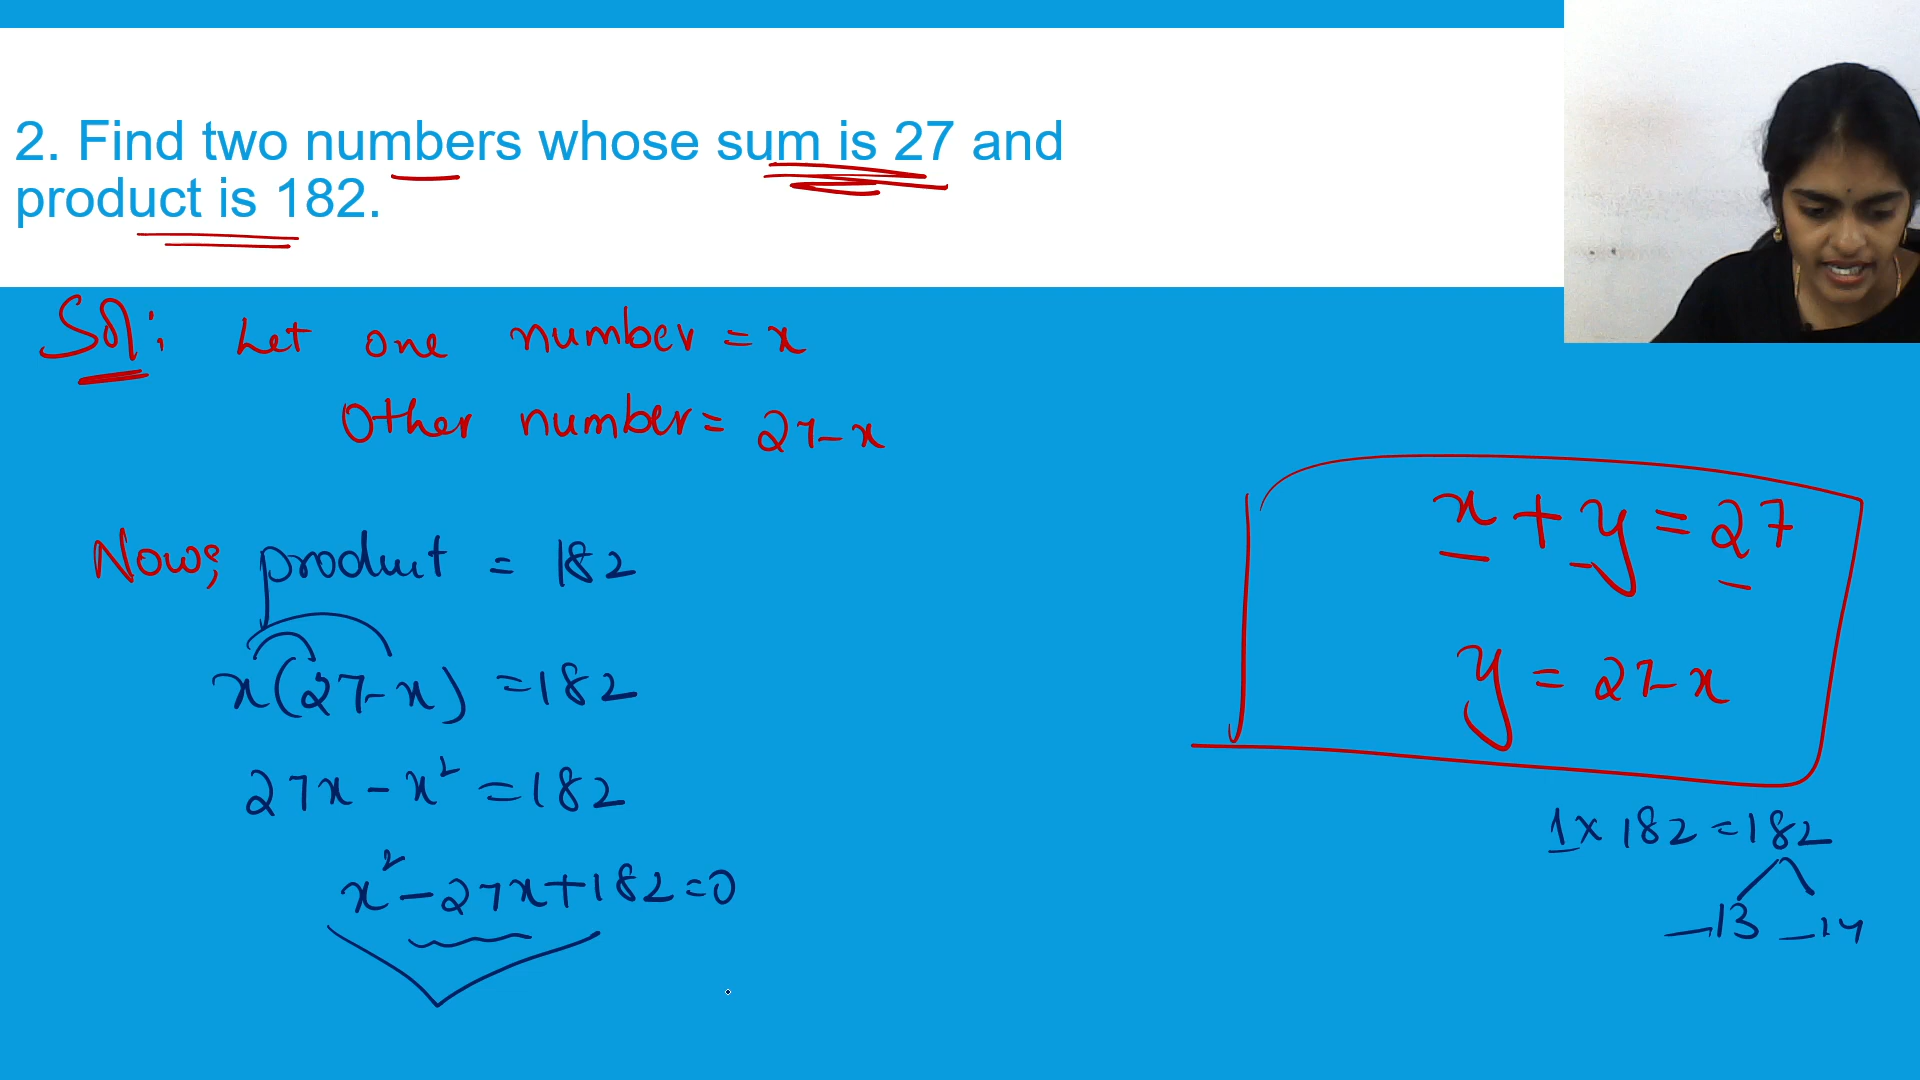 2. Find two numbers whose sum is 27 and
product is 182.
Sol: Let one number = x
Other number = 27-x
Now; product = 182
x(27-x) = 182
27x - x² = 182
x² - 27x + 182 = 0
x + y = 27
y = 27-x
1 x 182 = 182
-13 -14